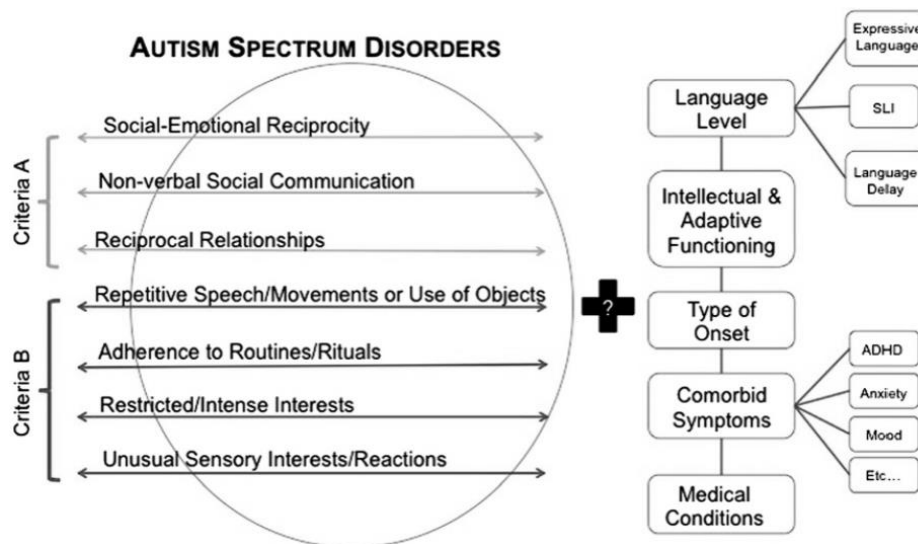 AUTISM SPECTRUM DISORDERS
Criteria A
Social-Emotional Reciprocity
Non-verbal Social Communication
Reciprocal Relationships
Criteria B
Repetitive Speech/Movements or Use of Objects
Adherence to Routines/Rituals
Restricted/Intense Interests
Unusual Sensory Interests/Reactions
?
Language
Level
Expressive
Language
SLI
Language
Delay
Intellectual &
Adaptive
Functioning
Type of
Onset
Comorbid
Symptoms
ADHD
Anxiety
Mood
Etc...
Medical
Conditions